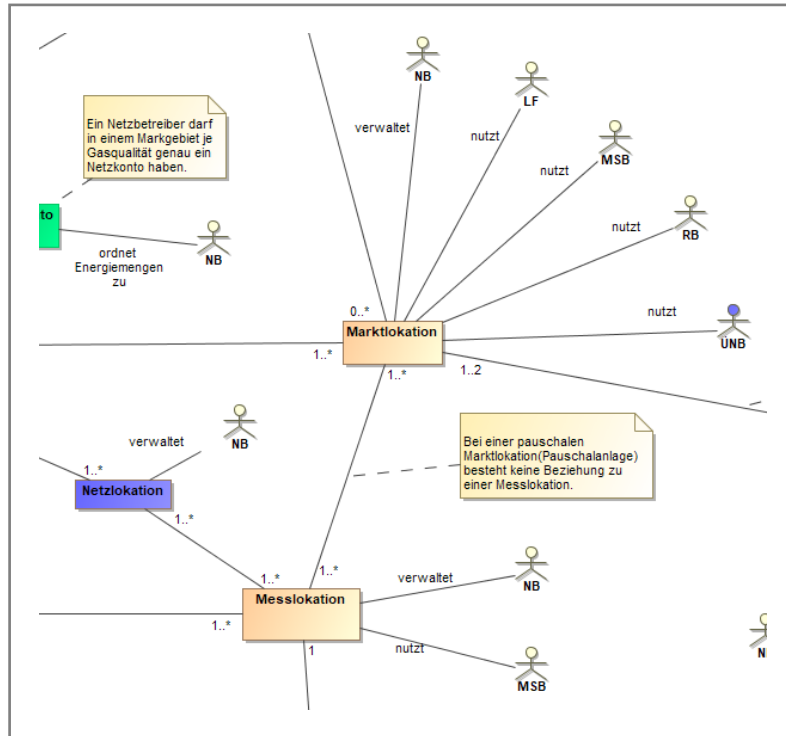 NB
LF
verwaltet
Ein Netzbetreiber darf
in einem Markgebiet je
Gasqualität genau ein
Netzkonto haben.
nutzt
MSB
nutzt
to
nutzt
RB
ordnet
Energiemengen
zu
NB
0..*
nutzt
ÜNB
Marktlokation
1..*
1..*
1..2
NB
verwaltet
Bei einer pauschalen
Marktlokation(Pauschalanlage)
besteht keine Beziehung zu
einer Messlokation.
1..*
Netzlokation
1..*
1..*
1..*
verwaltet
NB
Messlokation
1..*
1
nutzt
MSB